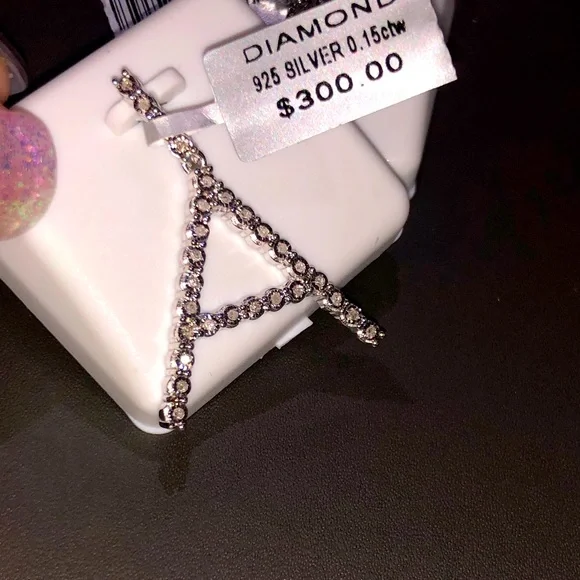 DIAMOND
925 SILVER 0.15ctw
$300.00